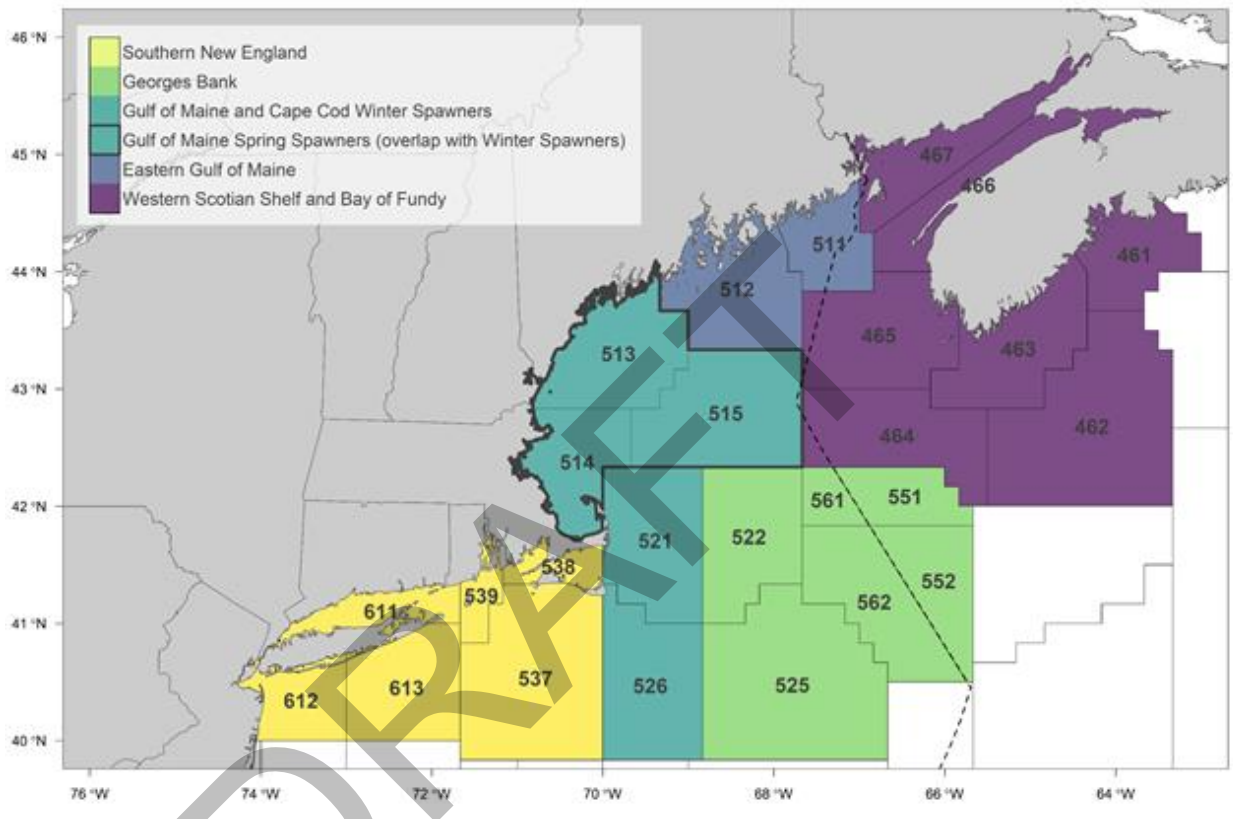 46 °N
Southern New England
Georges Bank
Gulf of Maine and Cape Cod Winter Spawners
Gulf of Maine Spring Spawners (overlap with Winter Spawners)
Eastern Gulf of Maine
Western Scotian Shelf and Bay of Fundy
45 °N
467
466
511
461
44 °N
512
513
465
463
43 °N
515
464
462
514
42 °N
561
551
521
522
538
552
539
562
611
41 °N
537
526
525
613
612
40 °N
76 °W
74 °W
72 °W
70 °W
68 °W
66 °W
64 °W
DRAFT